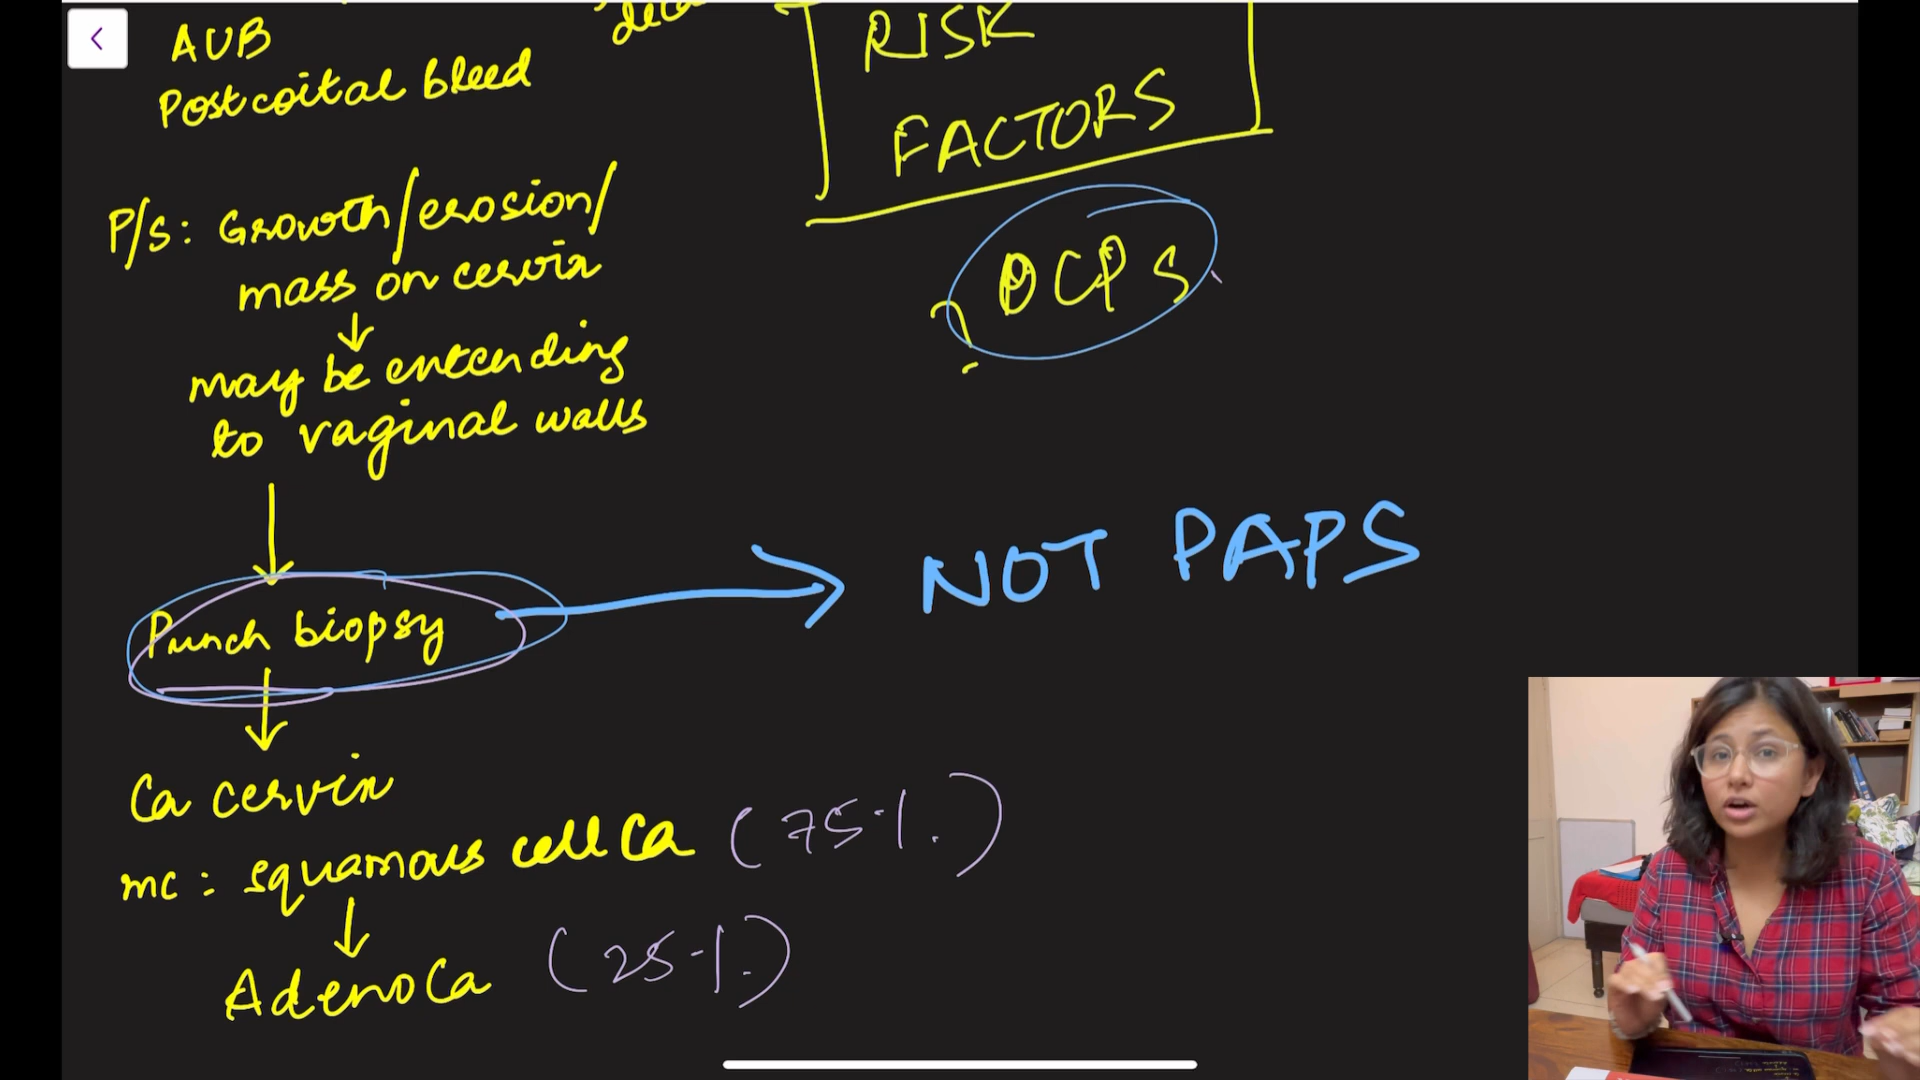 AUB
Postcoital bleed
RISK
FACTORS
P/S: Growth/erosion/
mass on cervix
may be extending
to vaginal walls
OCPs
Punch biopsy
NOT PAPS
Ca cervix
mc: squamous cell Ca (75%)
AdenoCa (25%)